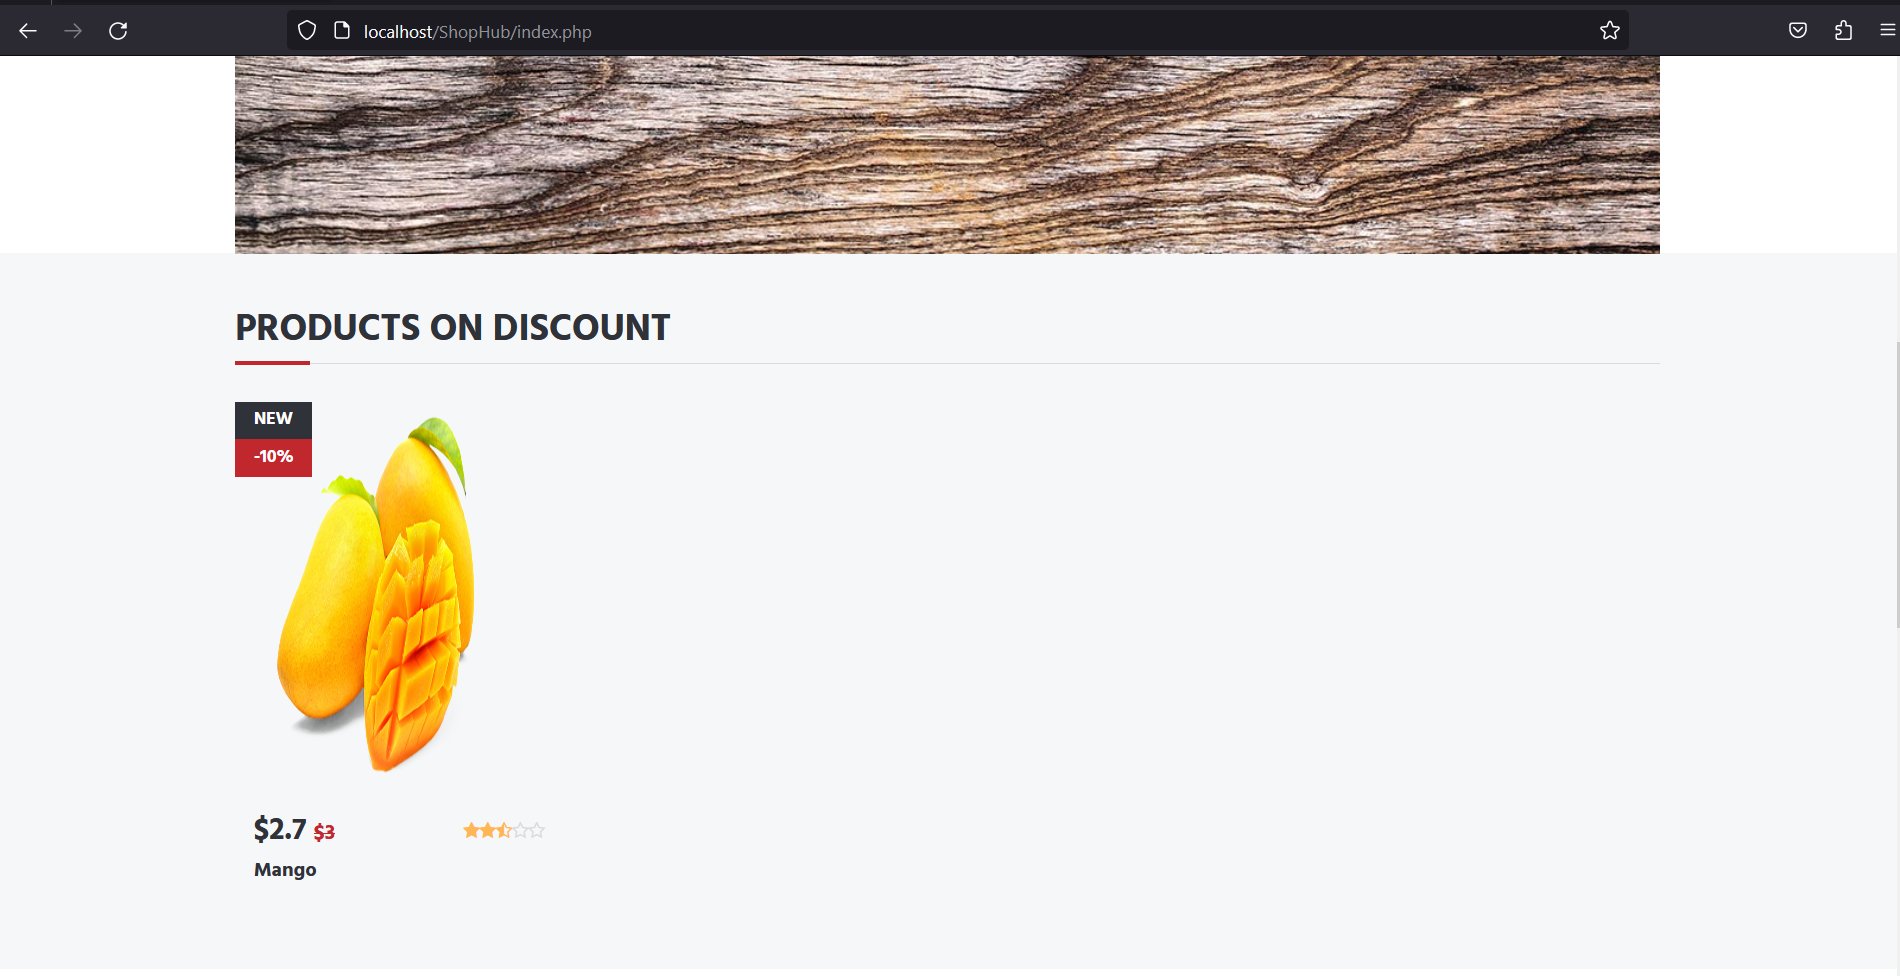 localhost/ShopHub/index.php
PRODUCTS ON DISCOUNT
NEW
-10%
$2.7 $3
Mango